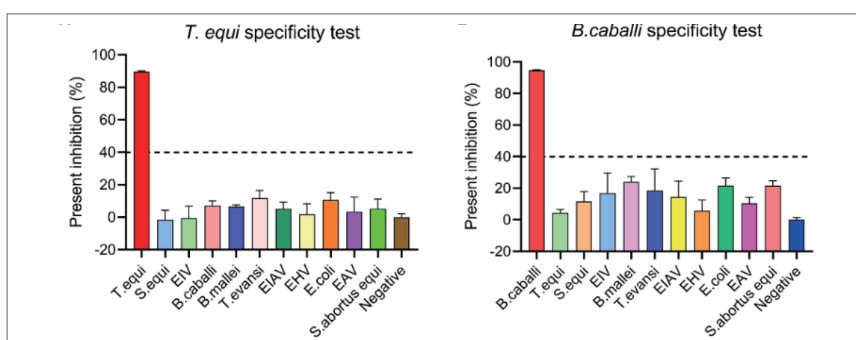 T. equi specificity test
Present inhibition (%)
100
80
60
40
20
0
-20
T.equi
S.equi
EIV
B.caballi
B.mallei
T.evansi
EIAV
EHV
E.coli
EAV
S.abortus equi
Negative
B.caballi specificity test
Present inhibition (%)
100
80
60
40
20
0
-20
B.caballi
T.equi
S.equi
EIV
B.mallei
T.evansi
EIAV
EHV
E.coli
EAV
S.abortus equi
Negative